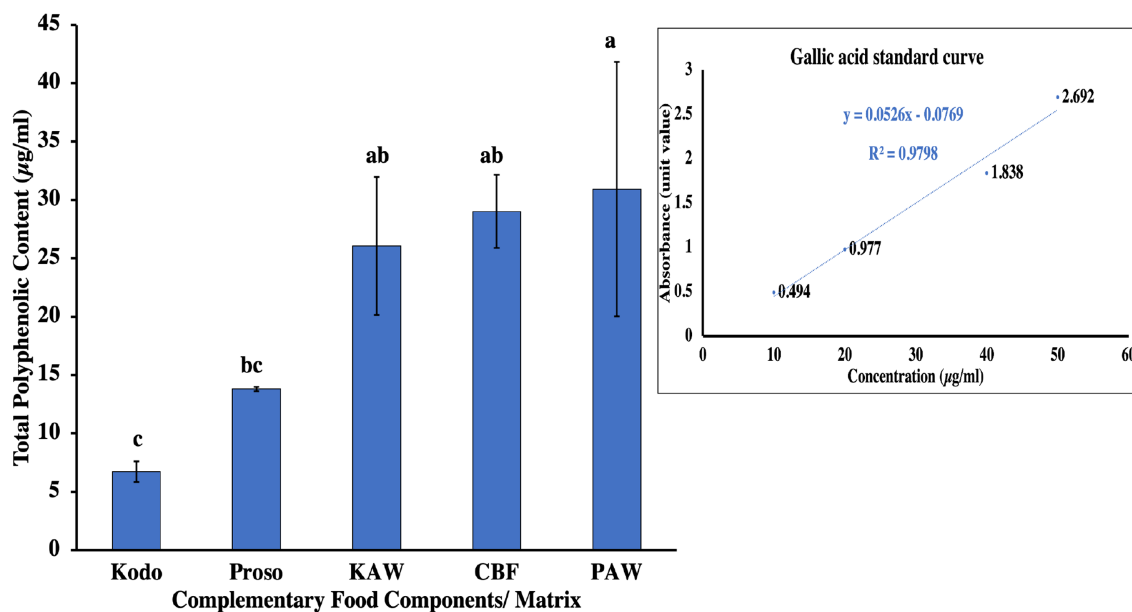 45
40
35
30
25
20
15
10
5
0
Total Polyphenolic Content (µg/ml)
c
bc
ab
ab
a
Kodo
Proso
KAW
CBF
PAW
Complementary Food Components/ Matrix
Gallic acid standard curve
3
2.5
2
1.5
1
0.5
0
Absorbance (unit value)
y = 0.0526x - 0.0769
R² = 0.9798
0.494
0.977
1.838
2.692
0
10
20
30
40
50
60
Concentration (µg/ml)